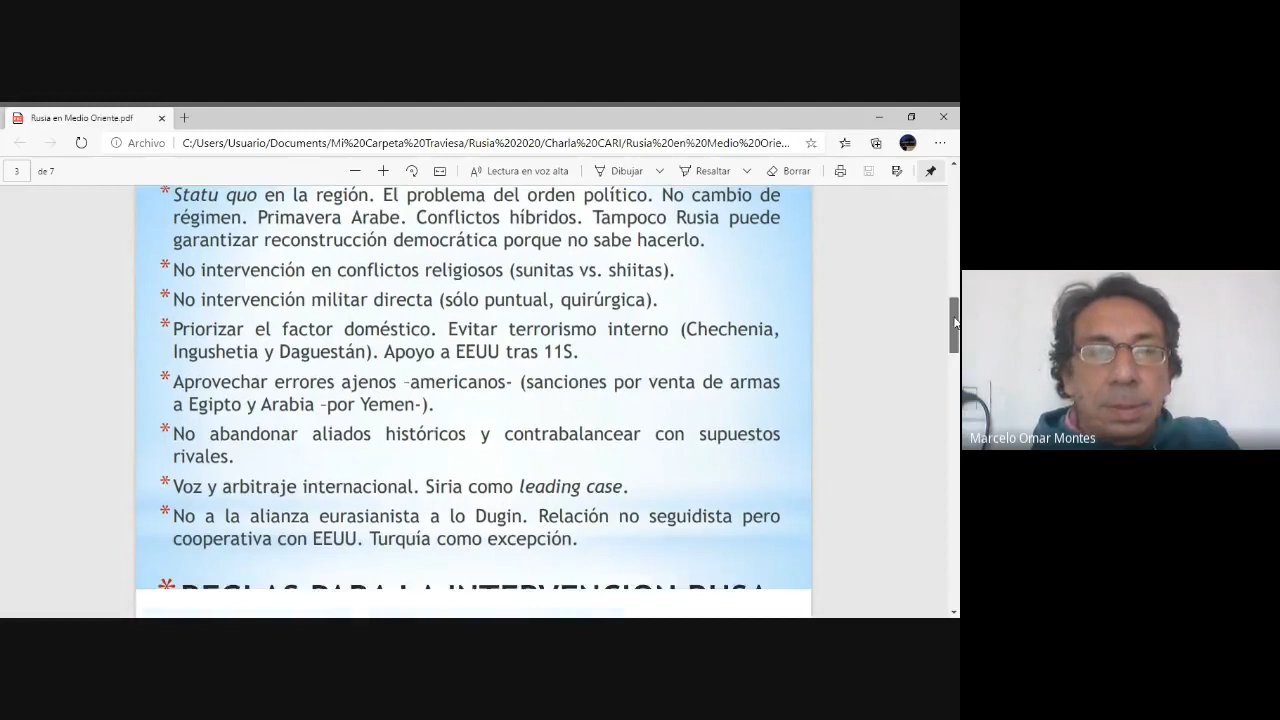 Rusia en Medio Oriente.pdf
Archivo
C:/Users/Usuario/Documents/Mi%20Carpeta%20Traviesa/Rusia%202020/Charla%20CARI/Rusia%20en%20Medio%20Orie...
3 de 7
Lectura en voz alta
Dibujar
Resaltar
Borrar
* Statu quo en la región. El problema del orden político. No cambio de
régimen. Primavera Arabe. Conflictos híbridos. Tampoco Rusia puede
garantizar reconstrucción democrática porque no sabe hacerlo.
* No intervención en conflictos religiosos (sunitas vs. shiitas).
* No intervención militar directa (sólo puntual, quirúrgica).
* Priorizar el factor doméstico. Evitar terrorismo interno (Chechenia,
Ingushetia y Daguestán). Apoyo a EEUU tras 11S.
* Aprovechar errores ajenos –americanos- (sanciones por venta de armas
a Egipto y Arabia –por Yemen-).
* No abandonar aliados históricos y contrabalancear con supuestos
rivales.
* Voz y arbitraje internacional. Siria como leading case.
* No a la alianza eurasianista a lo Dugin. Relación no seguidista pero
cooperativa con EEUU. Turquía como excepción.
* REGLAS PARA LA INTERVENCION RUSA
Marcelo Omar Montes